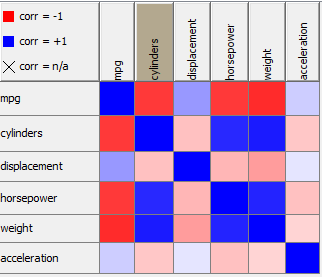 corr = -1
corr = +1
corr = n/a
mpg
cylinders
displacement
horsepower
weight
acceleration
mpg
cylinders
displacement
horsepower
weight
acceleration